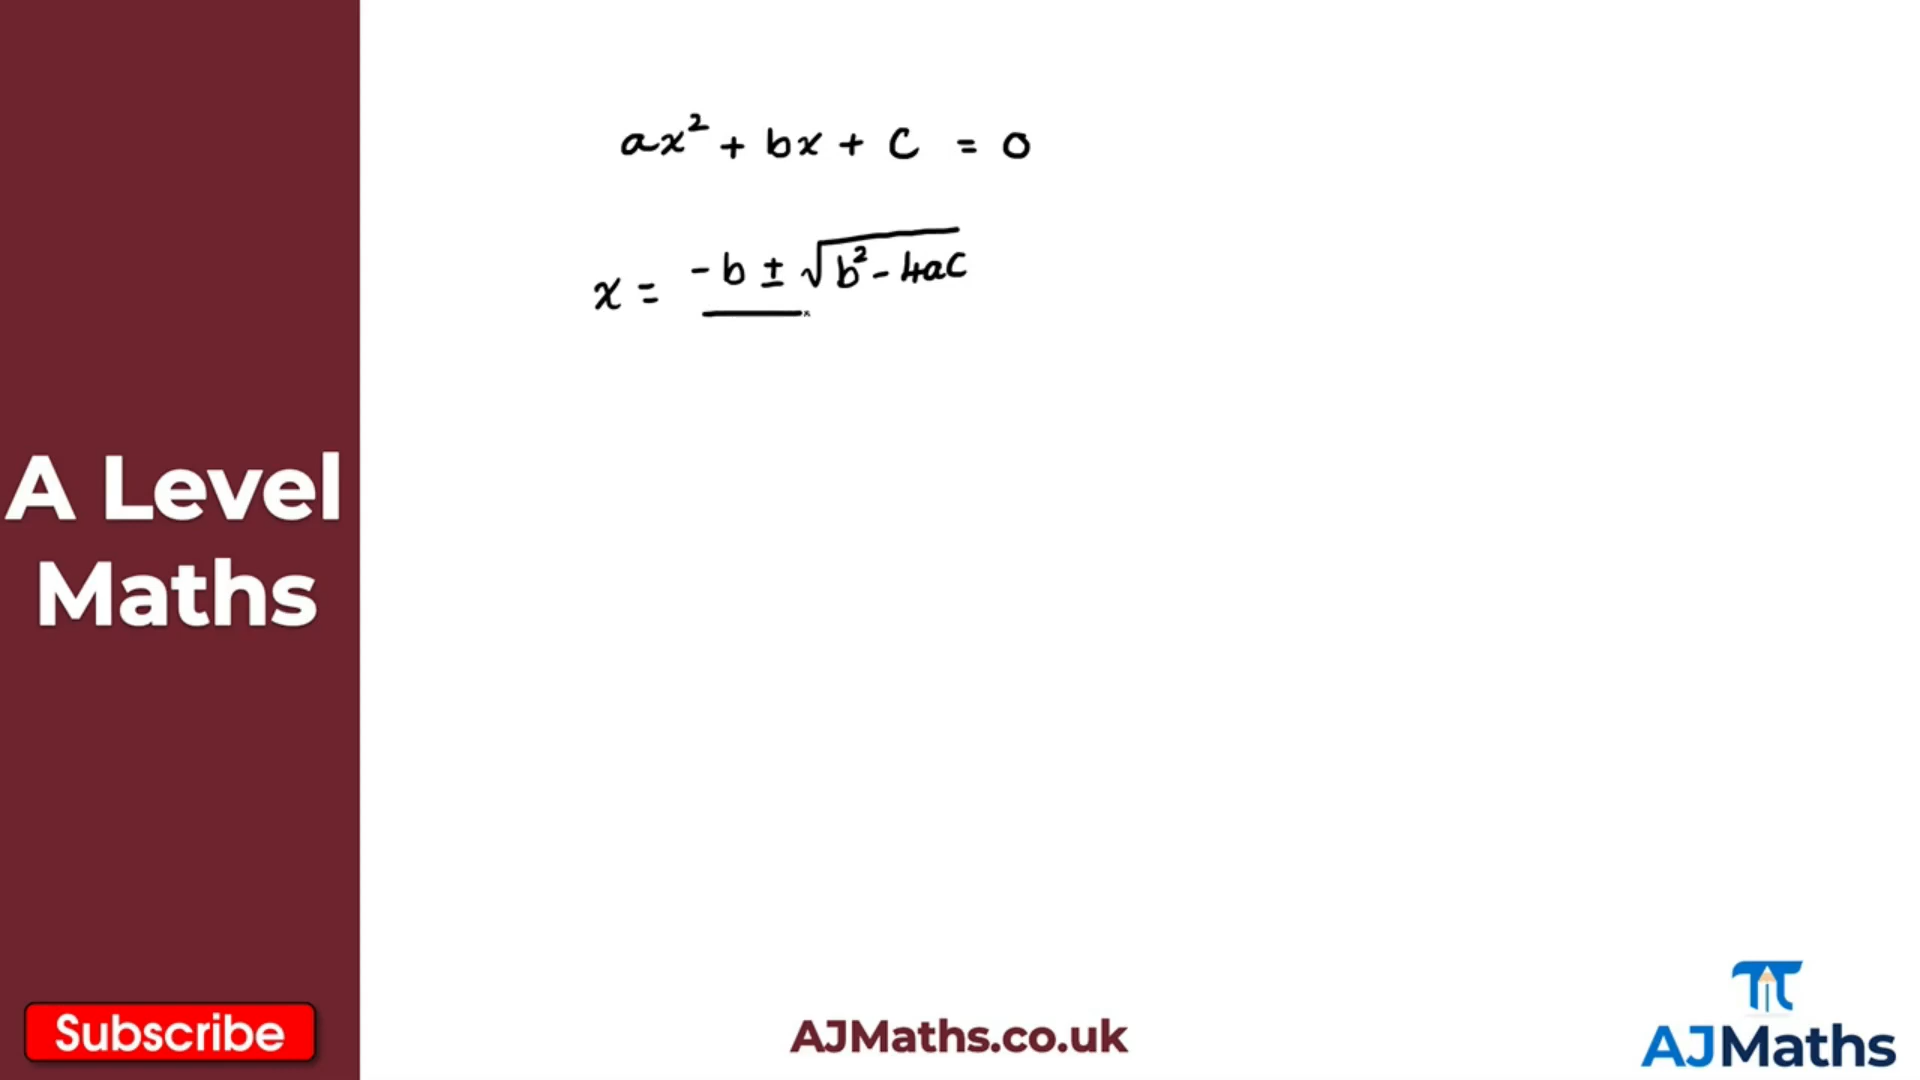 ax² + bx + c = 0
x = -b ± √b² - 4ac
A Level
Maths
Subscribe
AJMaths.co.uk
AJMaths